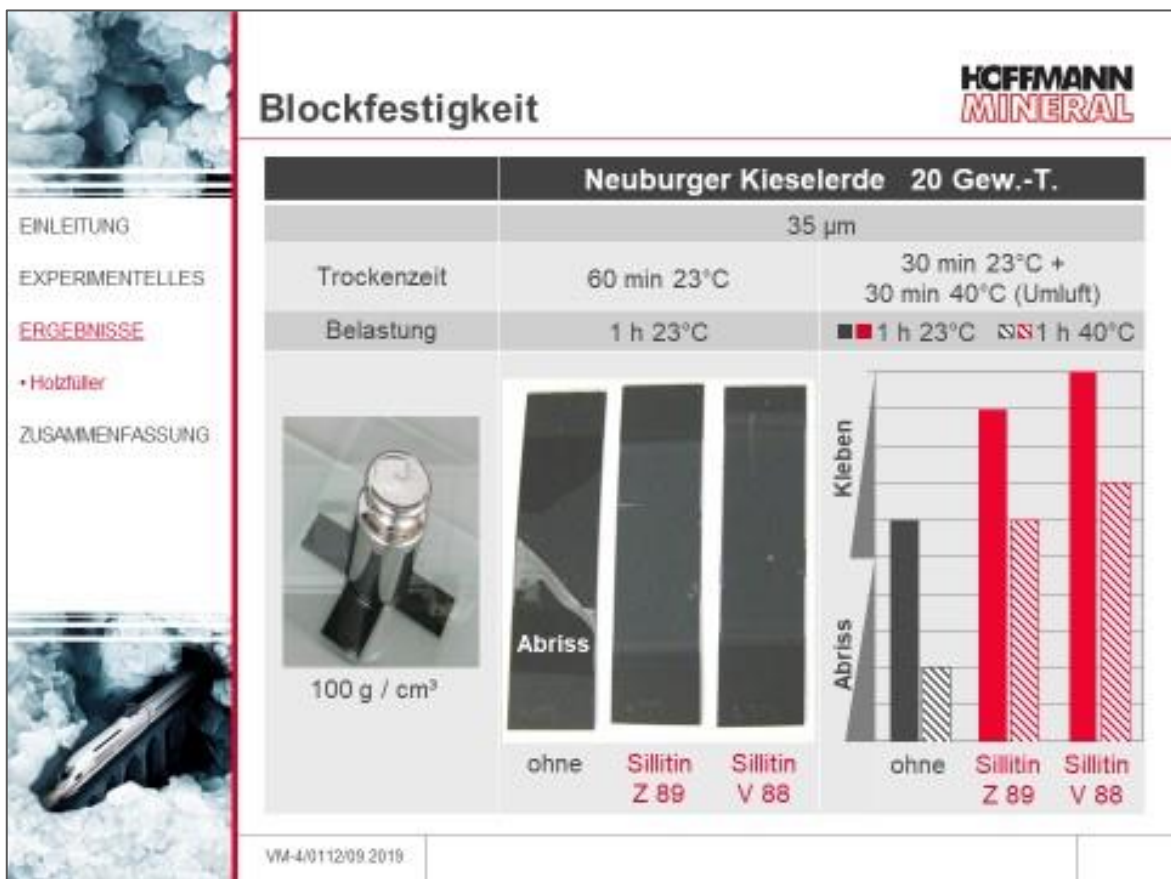 Blockfestigkeit
HOFFMANN
MINERAL
EINLEITUNG
EXPERIMENTELLES
ERGEBNISSE
• Holzfüller
ZUSAMMENFASSUNG
Neuburger Kieselerde 20 Gew.-T.
35 µm
Trockenzeit
60 min 23°C
30 min 23°C +
30 min 40°C (Umluft)
Belastung
1 h 23°C
1 h 23°C 1 h 40°C
100 g / cm³
Abriss
ohne
Sillitin
Z 89
Sillitin
V 88
Kleben
Abriss
ohne
Sillitin
Z 89
Sillitin
V 88
VM-4/0112/09.2019